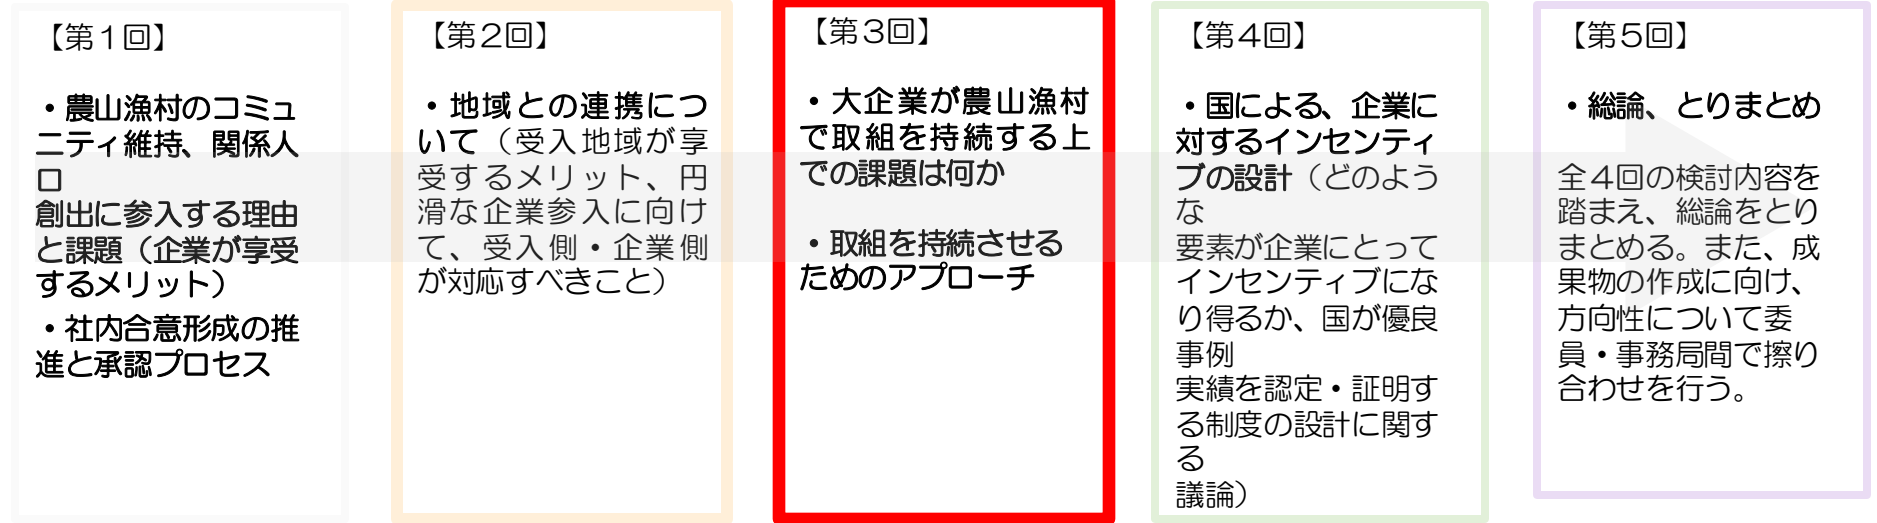 【第１回】
・農山漁村のコミュ
ニティ維持、関係人
口
創出に参入する理由
と課題（企業が享受
するメリット）
・社内合意形成の推
進と承認プロセス
【第２回】
・地域との連携につ
いて（受入地域が享
受するメリット、円
滑な企業参入に向け
て、受入側・企業側
が対応すべきこと）
【第３回】
・大企業が農山漁村
で取組を持続する上
での課題は何か
・取組を持続させる
ためのアプローチ
【第４回】
・国による、企業に
対するインセンティ
ブの設計（どのよう
な
要素が企業にとって
インセンティブにな
り得るか、国が優良
事例
実績を認定・証明す
る制度の設計に関す
る
議論）
【第５回】
・総論、とりまとめ
全４回の検討内容を
踏まえ、総論をとり
まとめる。また、成
果物の作成に向け、
方向性について委
員・事務局間で擦り
合わせを行う。